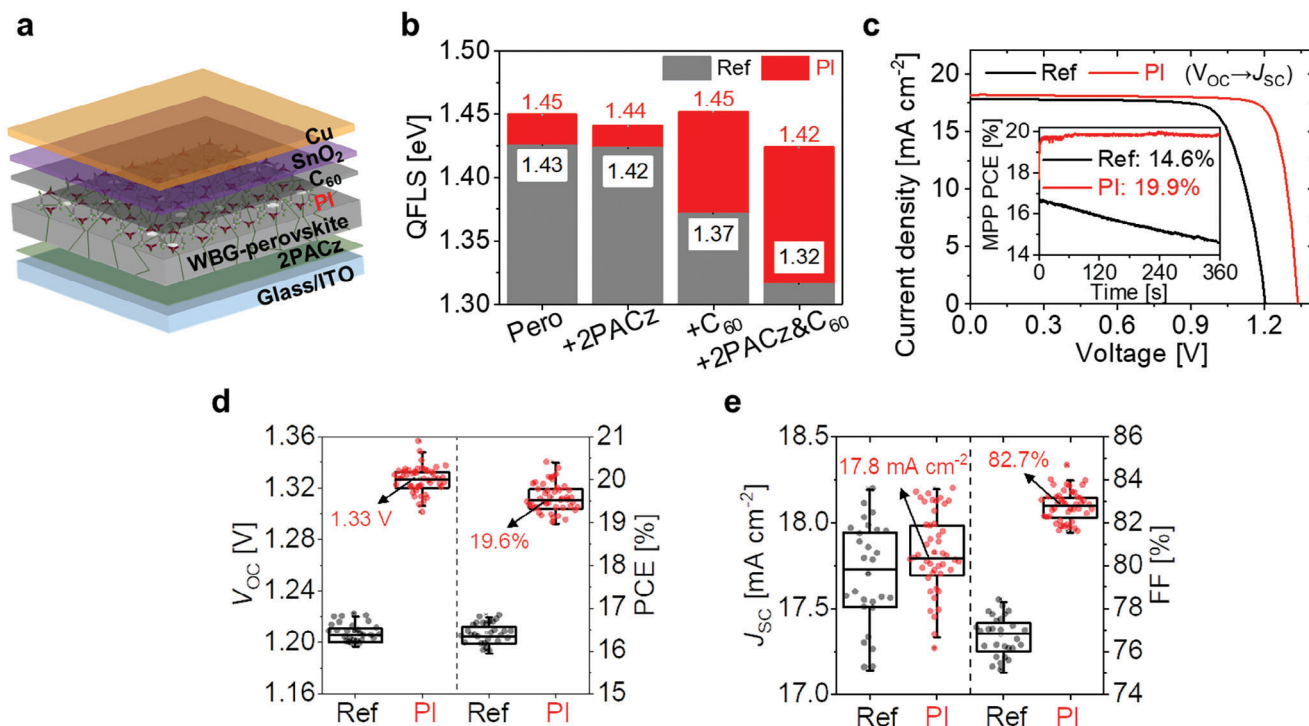 a
Cu
SnO₂
C₆₀
PI
WBG-perovskite
2PACz
Glass/ITO
b
QFLS [eV]
1.50
1.45
1.40
1.35
1.30
Ref PI
1.45
1.44
1.45
1.42
1.43
1.42
1.37
1.32
Pero
+2PACz
+C₆₀
+2PACz&C₆₀
c
Current density [mA cm⁻²]
20
15
10
5
0
Ref PI (V_OC→J_SC)
MPP PCE [%]
20
18
16
14
Ref: 14.6%
PI: 19.9%
0 120 240 360
Time [s]
0.0 0.3 0.6 0.9 1.2
Voltage [V]
d
V_OC [V]
1.36
1.32
1.28
1.24
1.20
1.16
1.33 V
19.6%
21
20
19
18
17
16
15
PCE [%]
Ref PI Ref PI
e
J_SC [mA cm⁻²]
18.5
18.0
17.5
17.0
17.8 mA cm⁻²
82.7%
86
84
82
80
78
76
74
FF [%]
Ref PI Ref PI